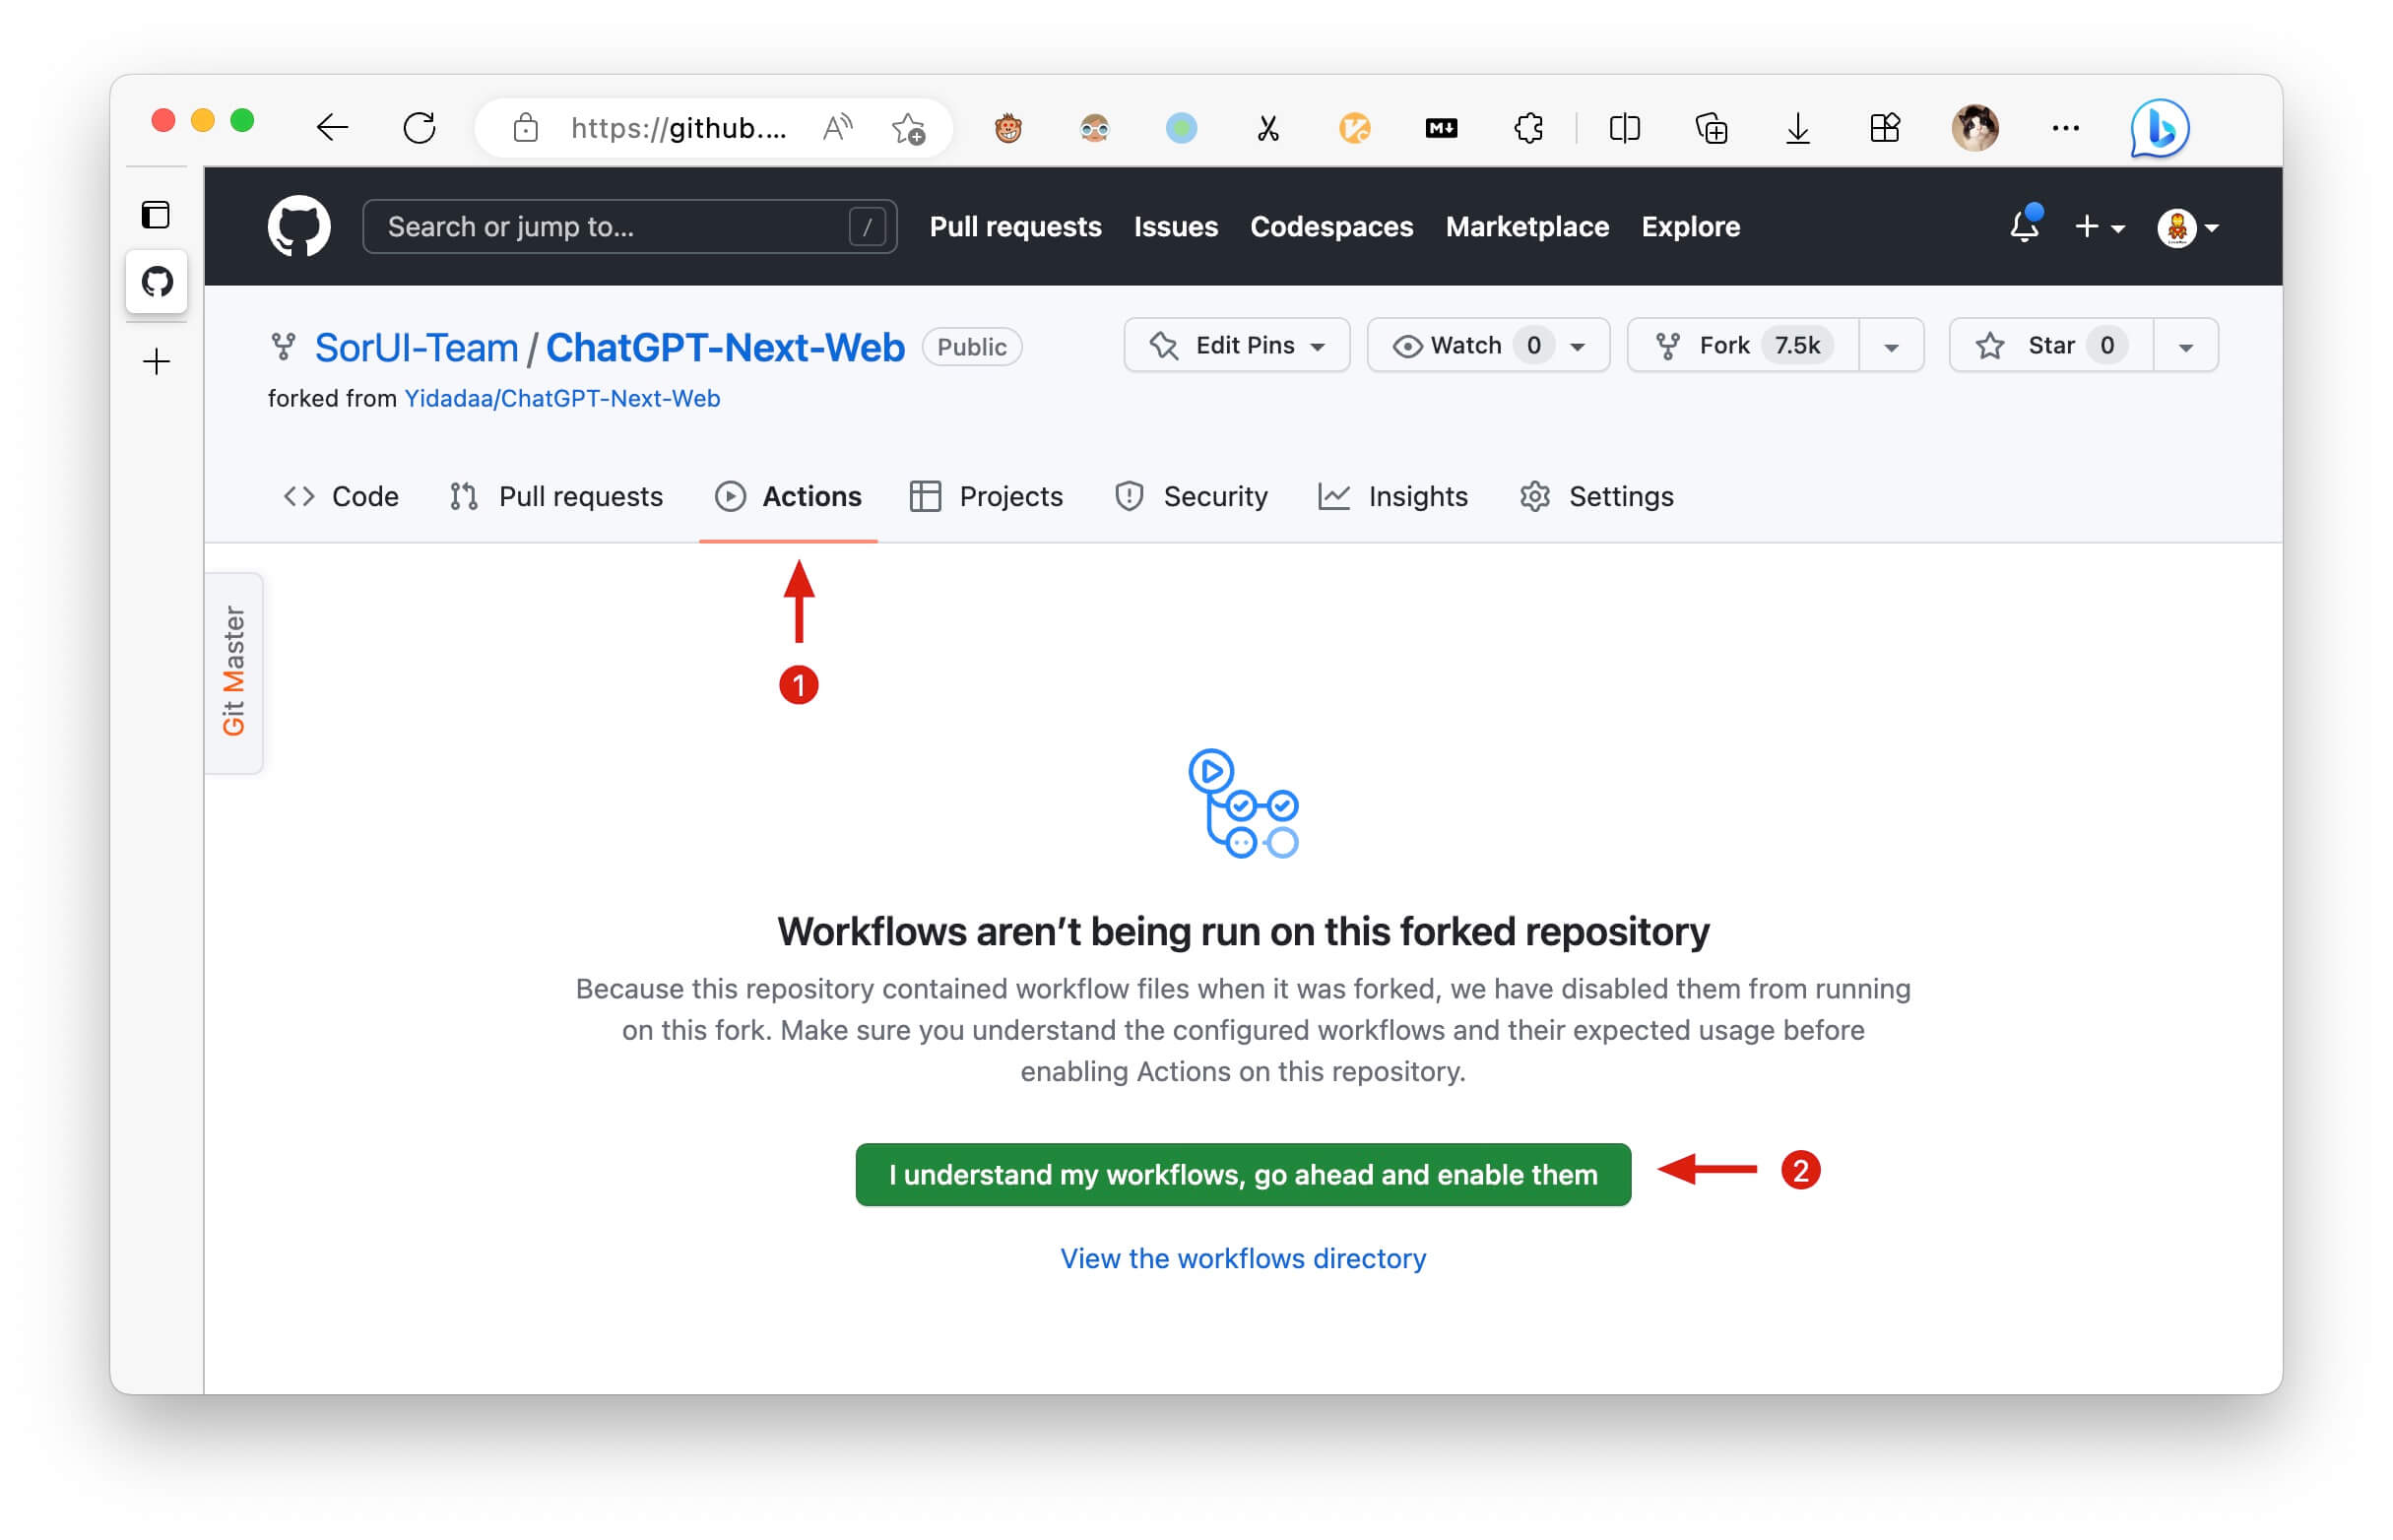 https://github....
M↓
Search or jump to... /
Pull requests Issues Codespaces Marketplace Explore
SorUI-Team / ChatGPT-Next-Web Public
Edit Pins Watch 0 Fork 7.5k Star 0
forked from Yidadaa/ChatGPT-Next-Web
Code Pull requests Actions Projects Security Insights Settings
Git Master
1
Workflows aren’t being run on this forked repository
Because this repository contained workflow files when it was forked, we have disabled them from running
on this fork. Make sure you understand the configured workflows and their expected usage before
enabling Actions on this repository.
I understand my workflows, go ahead and enable them
2
View the workflows directory